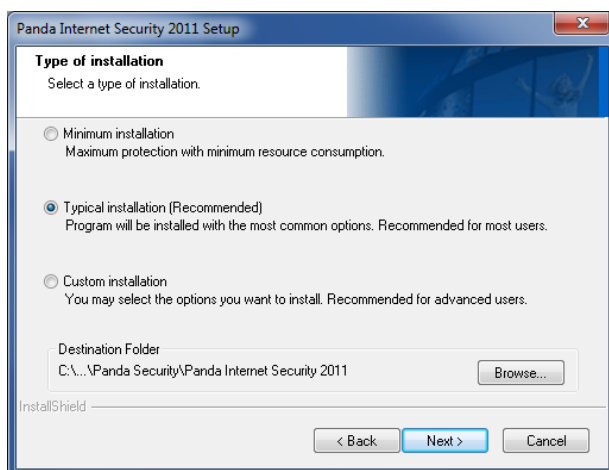 Panda Internet Security 2011 Setup
Type of installation
Select a type of installation.
Minimum installation
Maximum protection with minimum resource consumption.
Typical installation (Recommended)
Program will be installed with the most common options. Recommended for most users.
Custom installation
You may select the options you want to install. Recommended for advanced users.
Destination Folder
C:\...\Panda Security\Panda Internet Security 2011
Browse...
InstallShield
< Back Next > Cancel